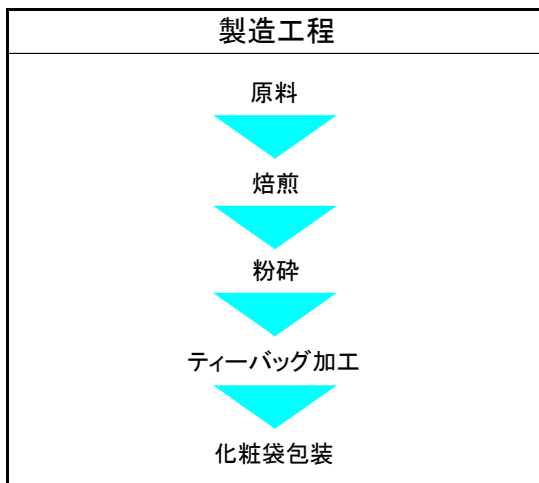 製造工程
原料
焙煎
粉砕
ティーバッグ加工
化粧袋包装